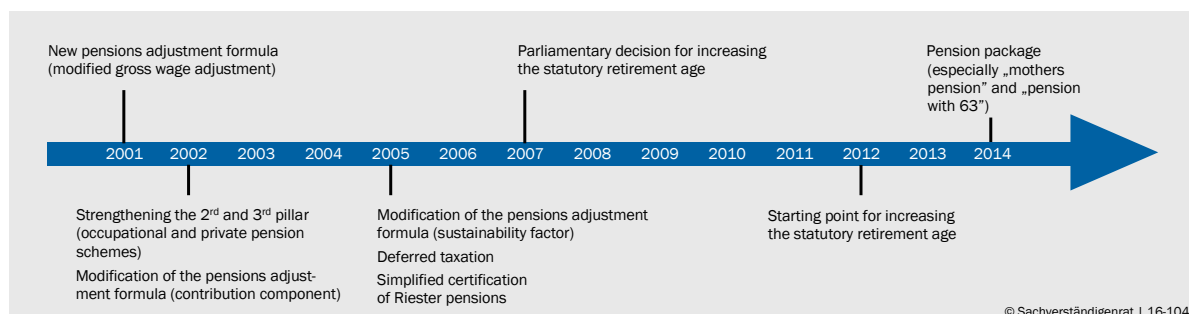 New pensions adjustment formula
(modified gross wage adjustment)
Parliamentary decision for increasing
the statutory retirement age
Pension package
(especially „mothers
pension” and „pension
with 63”)
2001 2002 2003 2004 2005 2006 2007 2008 2009 2010 2011 2012 2013 2014
Strengthening the 2rd and 3rd pillar
(occupational and private pension
schemes)
Modification of the pensions adjust-
ment formula (contribution component)
Modification of the pensions adjustment
formula (sustainability factor)
Deferred taxation
Simplified certification
of Riester pensions
Starting point for increasing
the statutory retirement age
© Sachverständigenrat | 16-104